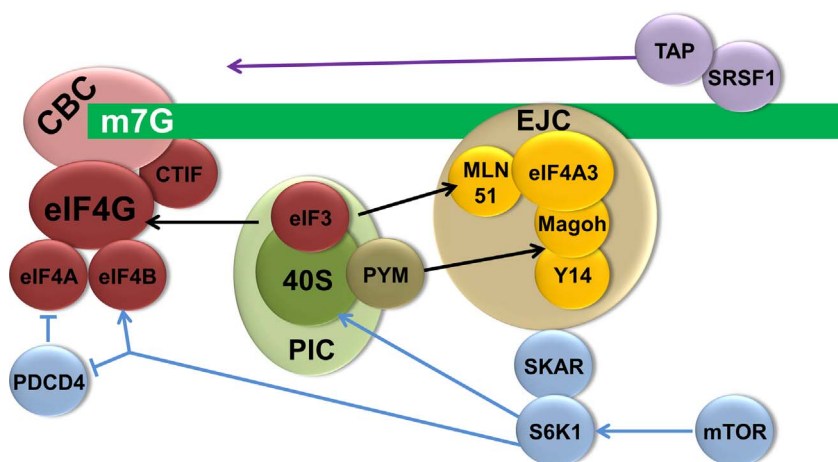 TAP
SRSF1
CBC
m7G
EJC
CTIF
MLN
51
eIF4A3
eIF4G
eIF3
Magoh
eIF4A
eIF4B
40S
PYM
Y14
PIC
SKAR
PDCD4
S6K1
mTOR